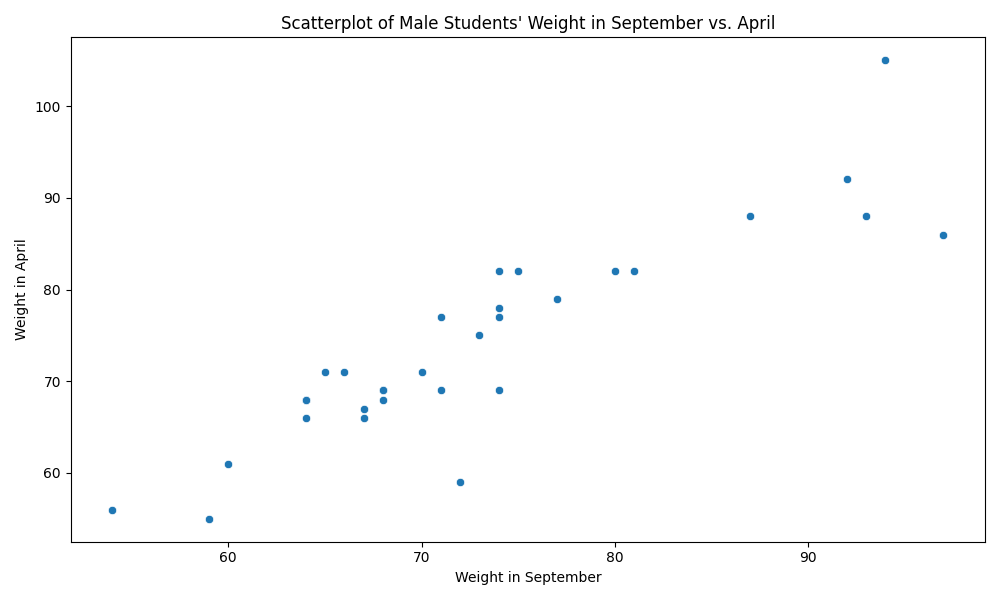 Scatterplot of Male Students' Weight in September vs. April
100
90
80
70
60
Weight in April
60 70 80 90
Weight in September